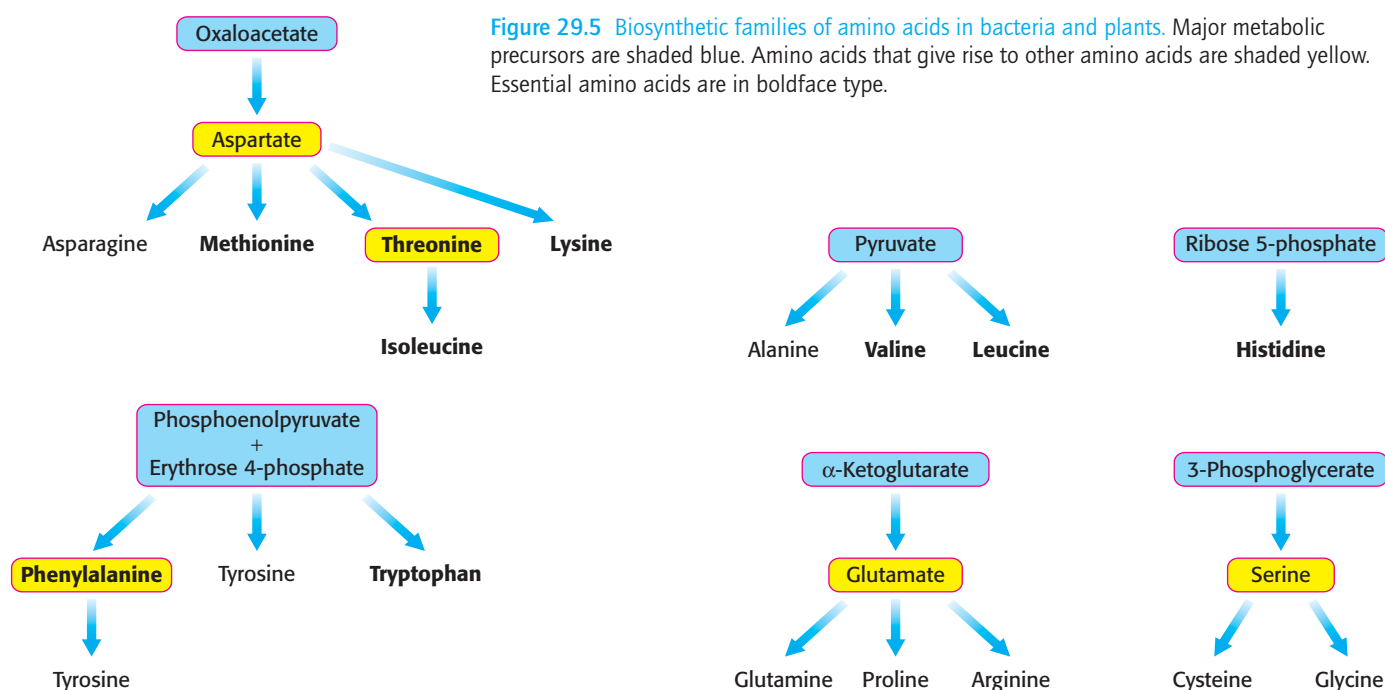 Figure 29.5 Biosynthetic families of amino acids in bacteria and plants. Major metabolic
precursors are shaded blue. Amino acids that give rise to other amino acids are shaded yellow.
Essential amino acids are in boldface type.
Oxaloacetate
Aspartate
Asparagine
Methionine
Threonine
Lysine
Isoleucine
Pyruvate
Alanine
Valine
Leucine
Ribose 5-phosphate
Histidine
Phosphoenolpyruvate
+
Erythrose 4-phosphate
Phenylalanine
Tyrosine
Tryptophan
Tyrosine
α-Ketoglutarate
Glutamate
Glutamine
Proline
Arginine
3-Phosphoglycerate
Serine
Cysteine
Glycine